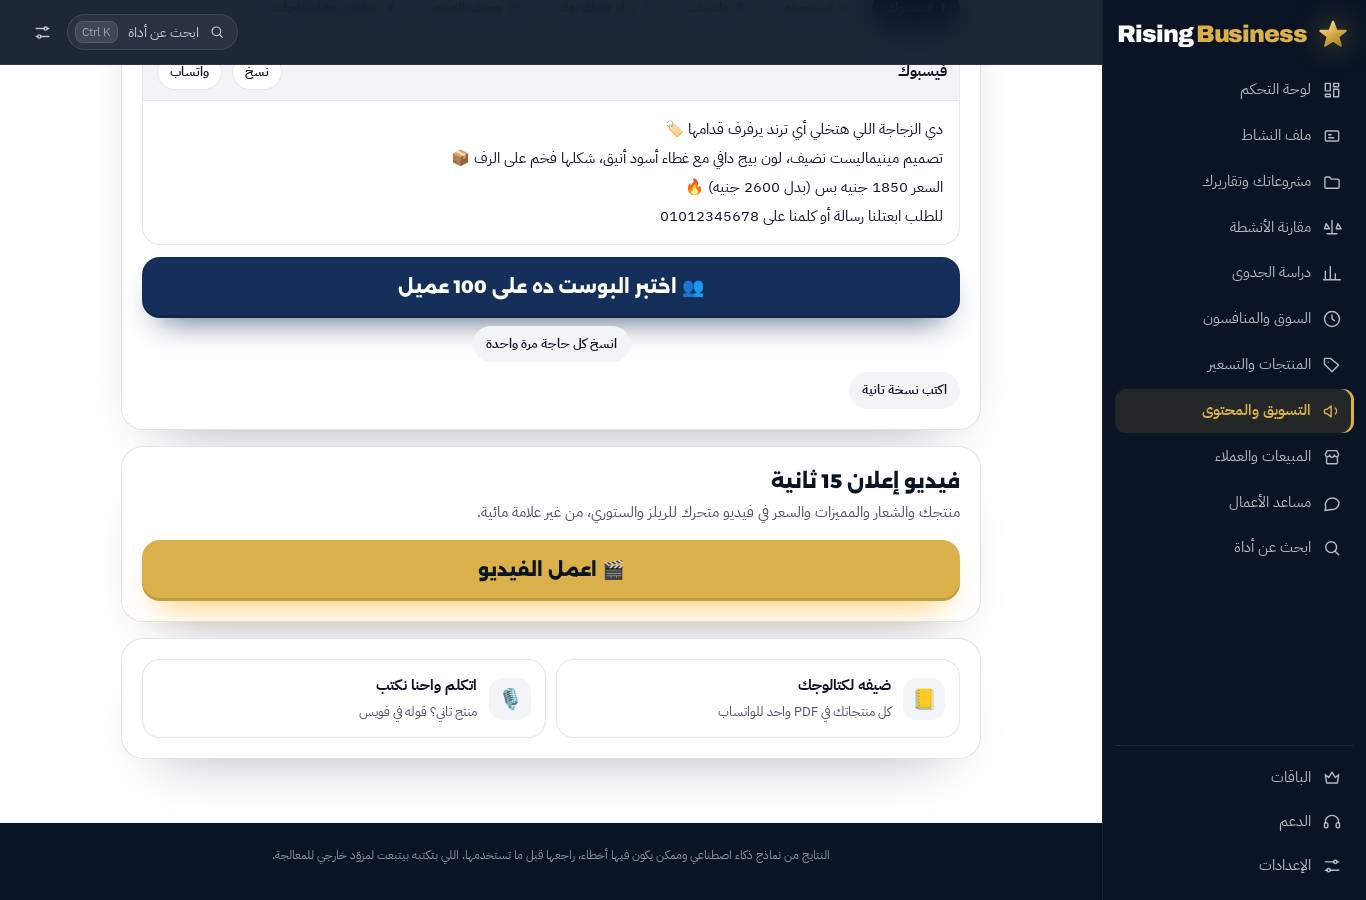 Rising Business
لوحة التحكم
ملف النشاط
مشروعاتك وتقاريرك
مقارنة الأنشطة
دراسة الجدوى
السوق والمنافسون
المنتجات والتسعير
التسويق والمحتوى
المبيعات والعملاء
مساعد الأعمال
ابحث عن أداة
الباقات
الدعم
الإعدادات
ابحث عن أداة Ctrl K
فيسبوك
نسخ
واتساب
دي الزجاجة اللي هتخلي أي ترند يرفرف قدامها 🏷️
تصميم مينيماليست نضيف، لون بيج دافي مع غطاء أسود أنيق، شكلها فخم على الرف 📦
السعر 1850 جنيه بس (بدل 2600 جنيه) 🔥
للطلب ابعتلنا رسالة أو كلمنا على 01012345678
👥 اختبر البوست ده على 100 عميل
انسخ كل حاجة مرة واحدة
اكتب نسخة تانية
فيديو إعلان 15 ثانية
منتجك والشعار والمميزات والسعر في فيديو متحرك للريلز والستوري، من غير علامة مائية.
🎬 اعمل الفيديو
ضيفه لكتالوجك
كل منتجاتك في PDF واحد للواتساب
اتكلم واحنا نكتب
منتج تاني؟ قوله في فويس
النتايج من نماذج ذكاء اصطناعي وممكن يكون فيها أخطاء، راجعها قبل ما تستخدمها. اللي بتكتبه بيتبعت لمزوّد خارجي للمعالجة.